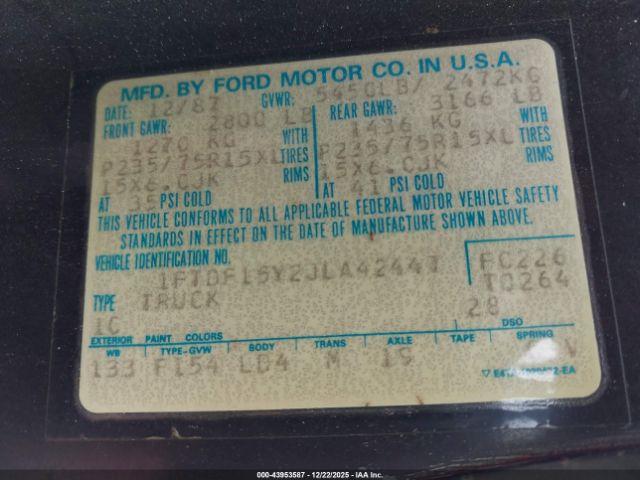 MFD. BY FORD MOTOR CO. IN U.S.A.
DATE: 12/87 GVWR: 5450LB/ 2472KG
FRONT GAWR: 2800 LB REAR GAWR: 3166 LB
1270 KG WITH 1436 KG WITH
P235/75R15XL TIRES P235/75R15XL TIRES
15X6.0JK RIMS 15X6.0JK RIMS
AT 35 PSI COLD AT 41 PSI COLD
THIS VEHICLE CONFORMS TO ALL APPLICABLE FEDERAL MOTOR VEHICLE SAFETY
STANDARDS IN EFFECT ON THE DATE OF MANUFACTURE SHOWN ABOVE.
VEHICLE IDENTIFICATION NO.
1FTDF15Y2JLA42447 FC226
TYPE TRUCK T0264
1C 28
EXTERIOR PAINT COLORS DSO
WB TYPE-GVW BODY TRANS AXLE TAPE SPRING
133 F154 LD4 M 19 V
000-43953587 - 12/22/2025 - IAA Inc.